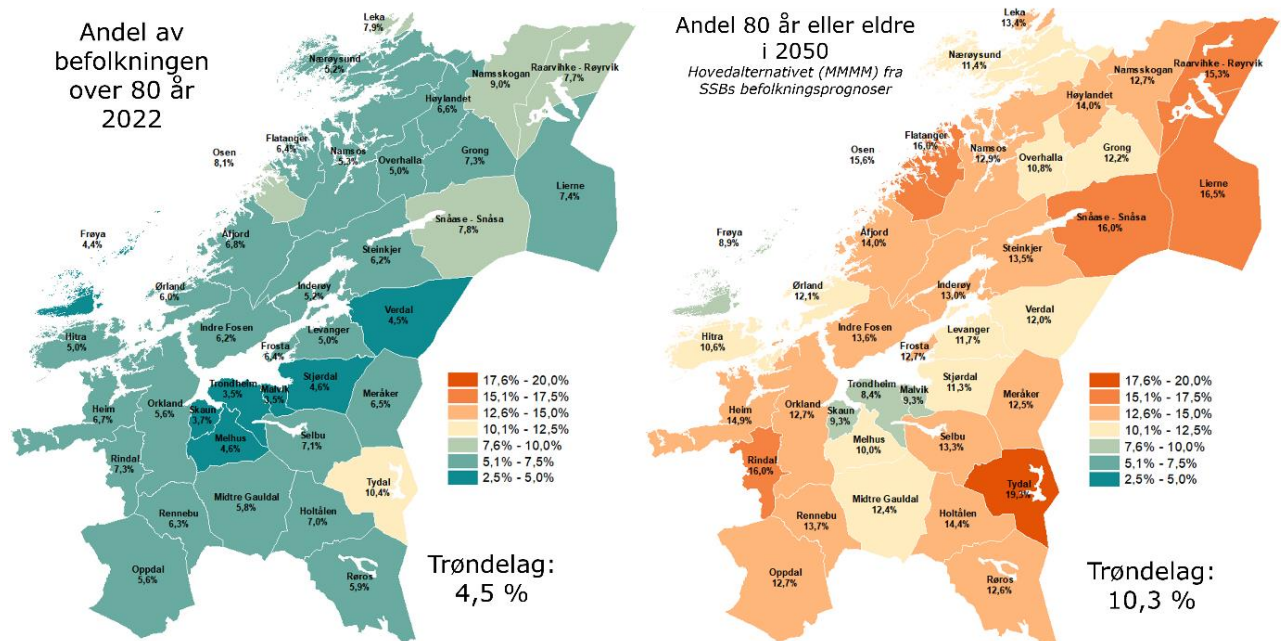 Andel av
befolkningen
over 80 år
2022
Leka
7,9%
Nærøysund
5,2%
Namsskogan
9,0%
Raarvihke - Røyrvik
7,7%
Høylandet
6,6%
Flatanger
6,4%
Osen
8,1%
Namsos
5,3%
Overhalla
5,0%
Grong
7,3%
Lierne
7,4%
Snåase - Snåsa
7,8%
Frøya
4,4%
Åfjord
6,8%
Steinkjer
6,2%
Ørland
6,0%
Inderøy
5,2%
Verdal
4,5%
Hitra
5,0%
Indre Fosen
6,2%
Levanger
5,0%
Frosta
6,4%
Stjørdal
4,6%
Trondheim
3,5%
Malvik
3,5%
Meråker
6,5%
Heim
6,7%
Orkland
5,6%
Skaun
3,7%
Melhus
4,6%
Selbu
7,1%
Rindal
7,3%
Tydal
10,4%
Midtre Gauldal
5,8%
Rennebu
6,3%
Holtålen
7,0%
Oppdal
5,6%
Røros
5,9%
17,6% - 20,0%
15,1% - 17,5%
12,6% - 15,0%
10,1% - 12,5%
7,6% - 10,0%
5,1% - 7,5%
2,5% - 5,0%
Trøndelag:
4,5 %
Andel 80 år eller eldre
i 2050
Hovedalternativet (MMMM) fra
SSBs befolkningsprognoser
Leka
13,4%
Nærøysund
11,4%
Namsskogan
12,7%
Raarvihke - Røyrvik
15,3%
Høylandet
14,0%
Flatanger
16,0%
Osen
15,6%
Namsos
12,9%
Overhalla
10,8%
Grong
12,2%
Lierne
16,5%
Snåase - Snåsa
16,0%
Frøya
8,9%
Åfjord
14,0%
Steinkjer
13,5%
Ørland
12,1%
Inderøy
13,0%
Verdal
12,0%
Hitra
10,6%
Indre Fosen
13,6%
Levanger
11,7%
Frosta
12,7%
Stjørdal
11,3%
Trondheim
8,4%
Malvik
9,3%
Meråker
12,5%
Heim
14,9%
Orkland
12,7%
Skaun
9,3%
Melhus
10,0%
Selbu
13,3%
Rindal
16,0%
Tydal
19,3%
Midtre Gauldal
12,4%
Rennebu
13,7%
Holtålen
14,4%
Oppdal
12,7%
Røros
12,6%
17,6% - 20,0%
15,1% - 17,5%
12,6% - 15,0%
10,1% - 12,5%
7,6% - 10,0%
5,1% - 7,5%
2,5% - 5,0%
Trøndelag:
10,3 %